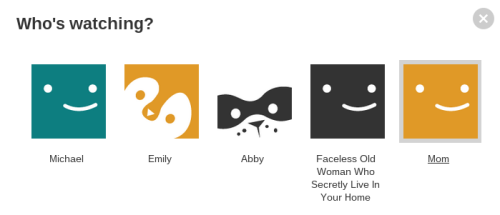 Who's watching?
Michael
Emily
Abby
Faceless Old
Woman Who
Secretly Live In
Your Home
Mom